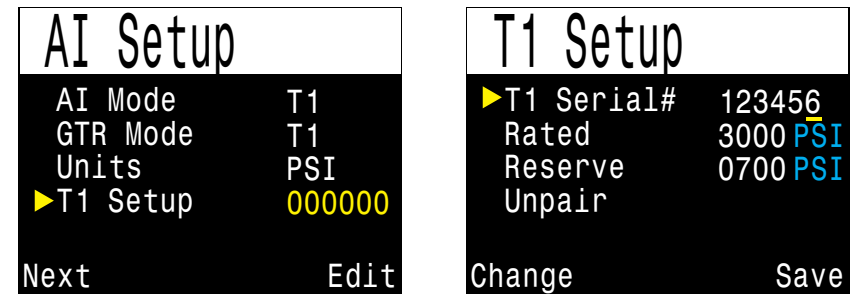 AI Setup
AI Mode T1
GTR Mode T1
Units PSI
T1 Setup 000000
Next Edit
T1 Setup
T1 Serial# 123456
Rated 3000 PSI
Reserve 0700 PSI
Unpair
Change Save